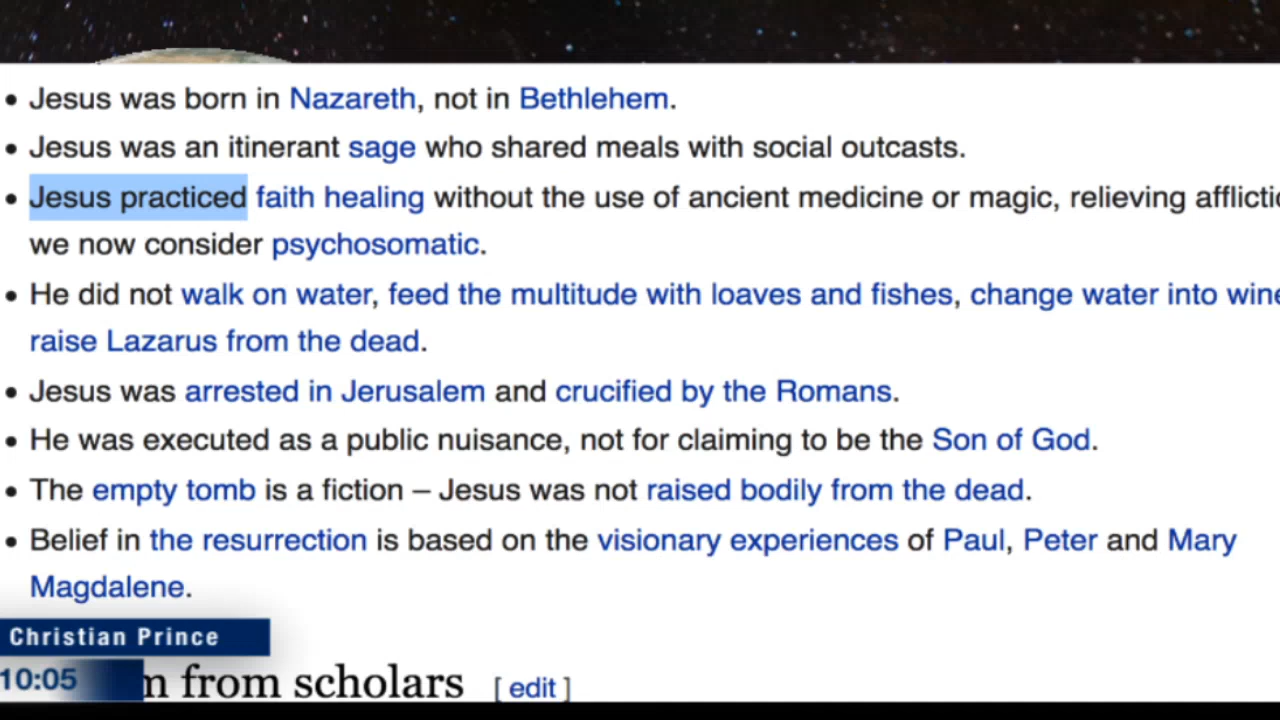 • Jesus was born in Nazareth, not in Bethlehem.
• Jesus was an itinerant sage who shared meals with social outcasts.
• Jesus practiced faith healing without the use of ancient medicine or magic, relieving
we now consider psychosomatic.
• He did not walk on water, feed the multitude with loaves and fishes, change water into
raise Lazarus from the dead.
• Jesus was arrested in Jerusalem and crucified by the Romans.
• He was executed as a public nuisance, not for claiming to be the Son of God.
• The empty tomb is a fiction – Jesus was not raised bodily from the dead.
• Belief in the resurrection is based on the visionary experiences of Paul, Peter and Mary
Magdalene.
Christian Prince
10:05
from scholars [ edit ]